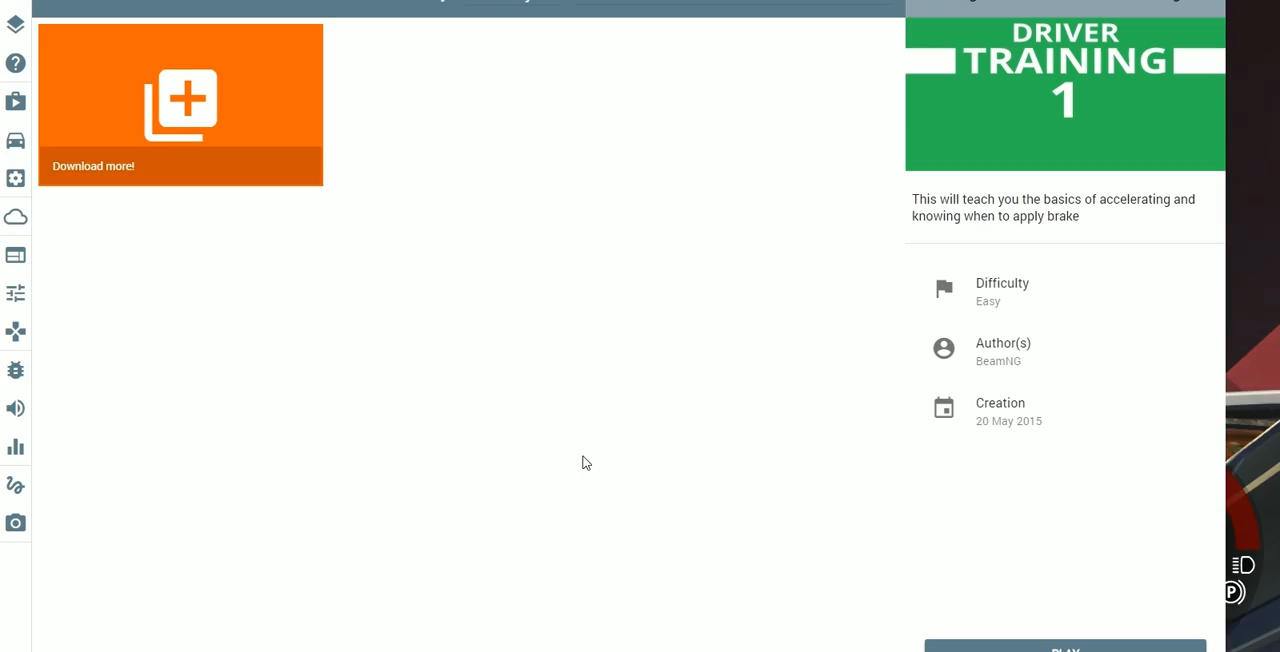 Download more!
DRIVER
TRAINING
1
This will teach you the basics of accelerating and
knowing when to apply brake
Difficulty
Easy
Author(s)
BeamNG
Creation
20 May 2015
PLAY